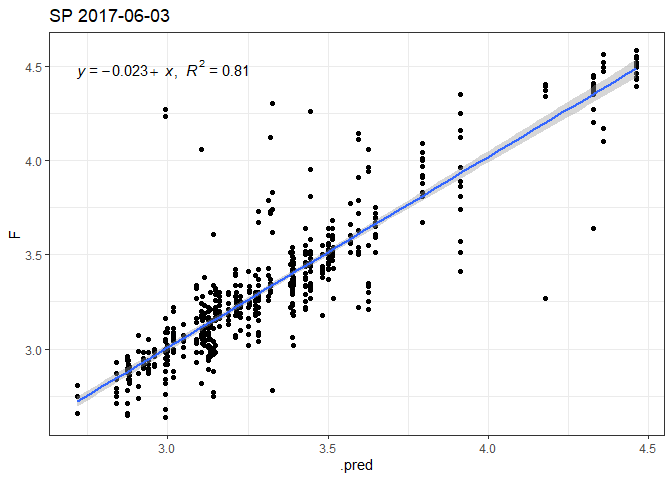 SP 2017-06-03
y = −0.023 + x, R² = 0.81
4.5
4.0
3.5
3.0
F
3.0 3.5 4.0 4.5
.pred